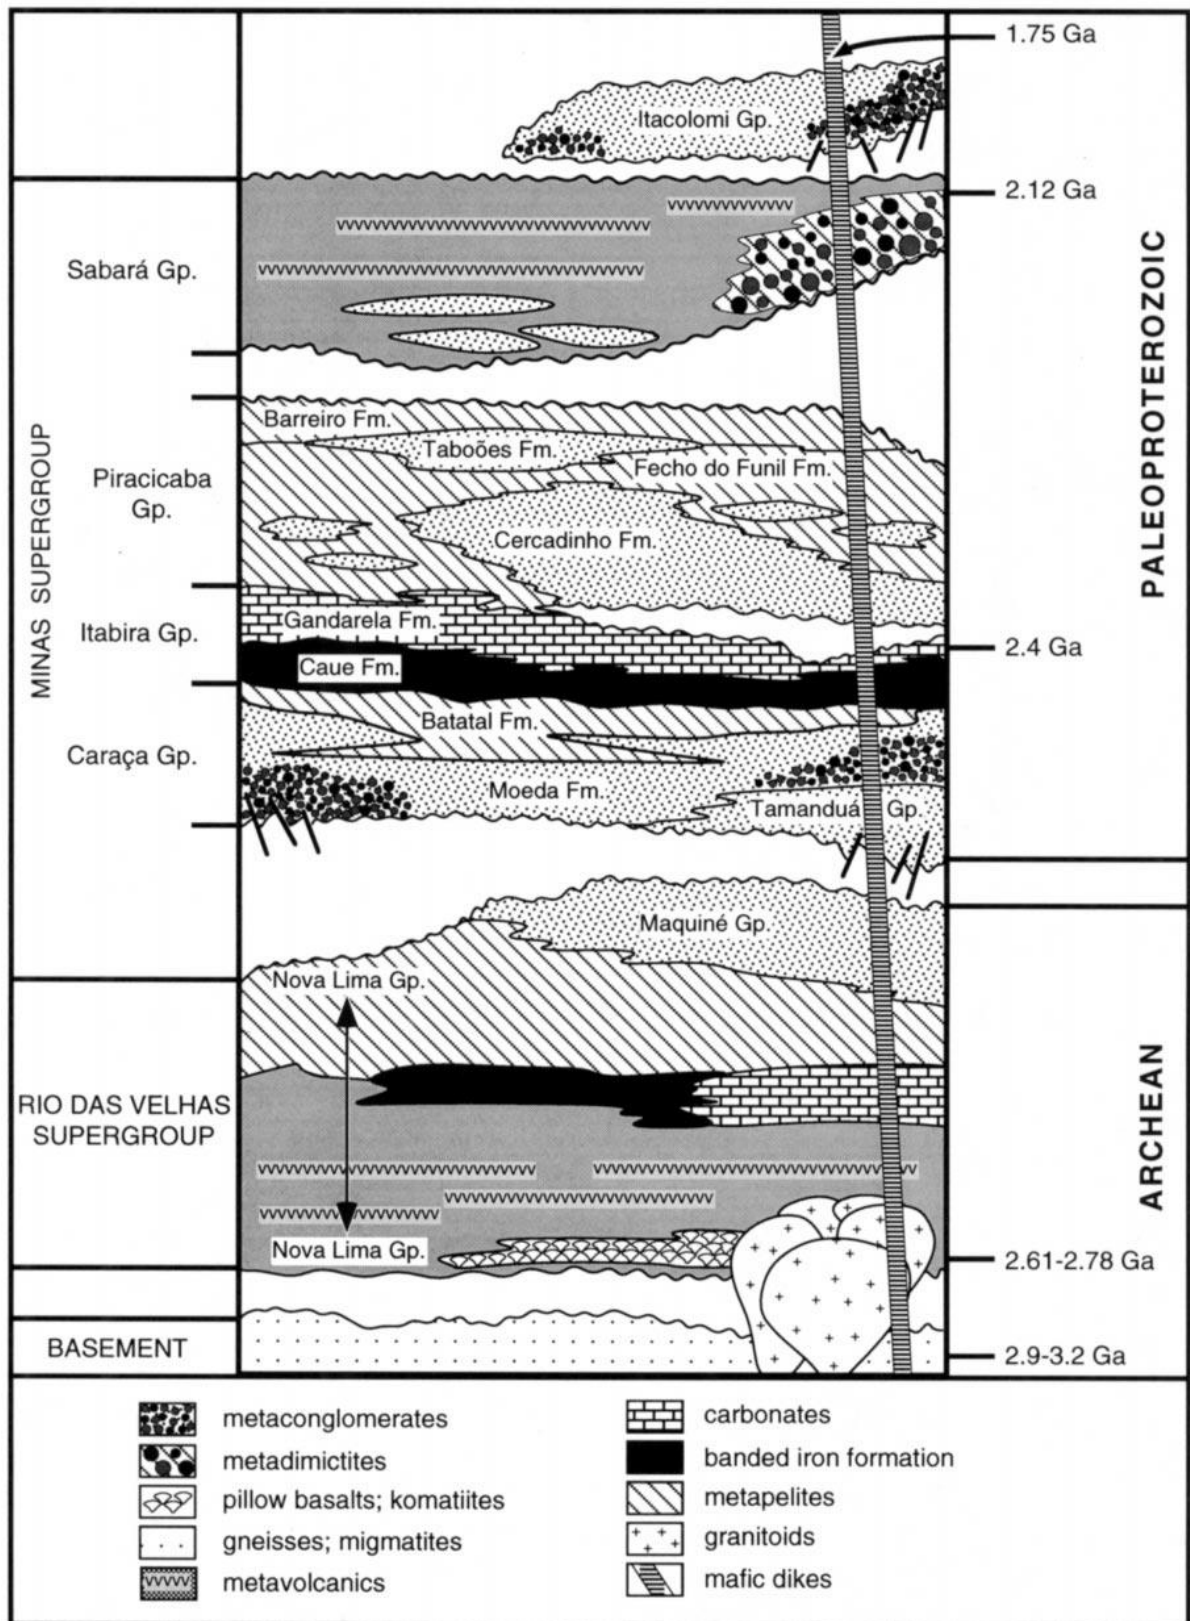 1.75 Ga
Itacolomi Gp.
2.12 Ga
Sabará Gp.
PALEOPROTEROZOIC
MINAS SUPERGROUP
Barreiro Fm.
Taboões Fm.
Fecho do Funil Fm.
Piracicaba
Gp.
Cercadinho Fm.
Itabira Gp.
Gandarela Fm.
2.4 Ga
Caue Fm.
Batatal Fm.
Caraça Gp.
Moeda Fm.
Tamanduá Gp.
Maquiné Gp.
Nova Lima Gp.
ARCHEAN
RIO DAS VELHAS
SUPERGROUP
Nova Lima Gp.
2.61-2.78 Ga
BASEMENT
2.9-3.2 Ga
metaconglomerates
metadimictites
pillow basalts; komatiites
gneisses; migmatites
metavolcanics
carbonates
banded iron formation
metapelites
granitoids
mafic dikes